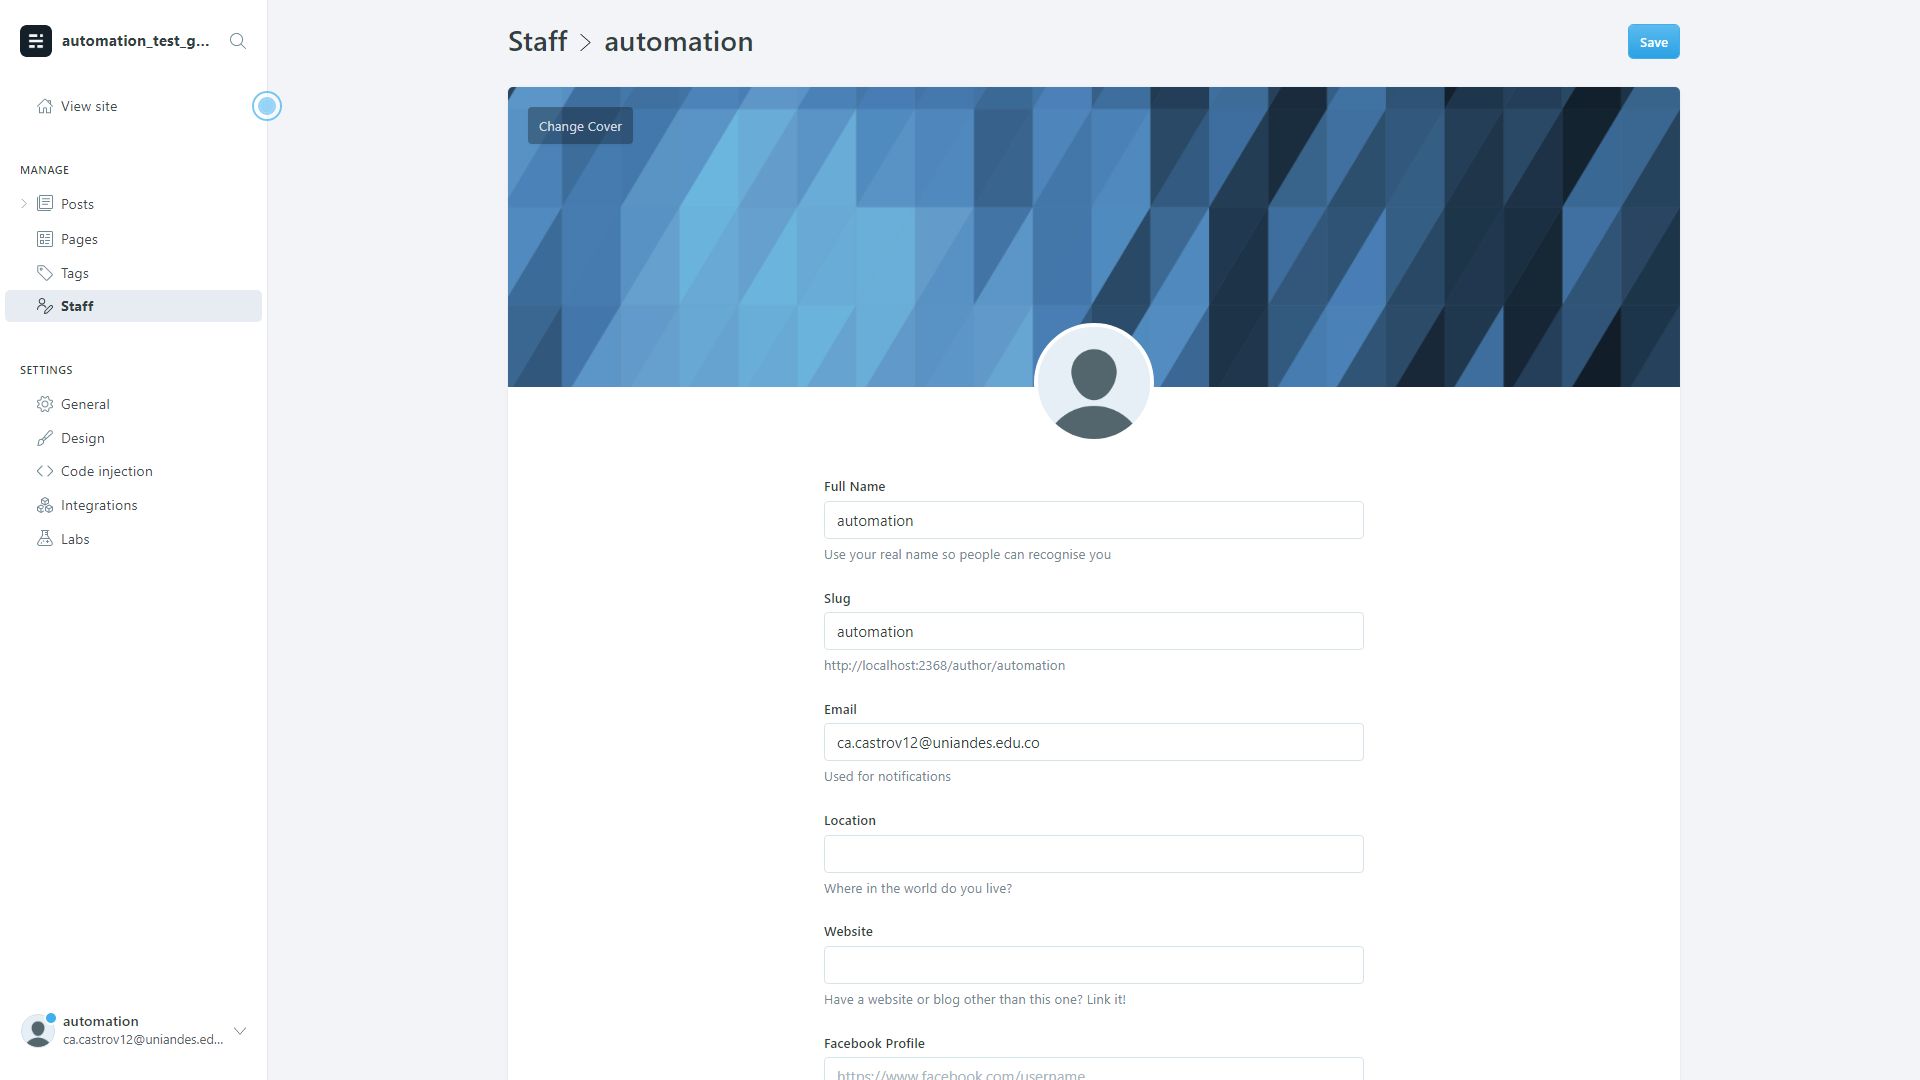 automation_test_g...
View site
MANAGE
Posts
Pages
Tags
Staff
SETTINGS
General
Design
Code injection
Integrations
Labs
automation
ca.castrov12@uniandes.ed...
Staff > automation
Save
Change Cover
Full Name
automation
Use your real name so people can recognise you
Slug
automation
http://localhost:2368/author/automation
Email
ca.castrov12@uniandes.edu.co
Used for notifications
Location
Where in the world do you live?
Website
Have a website or blog other than this one? Link it!
Facebook Profile
https://www.facebook.com/username